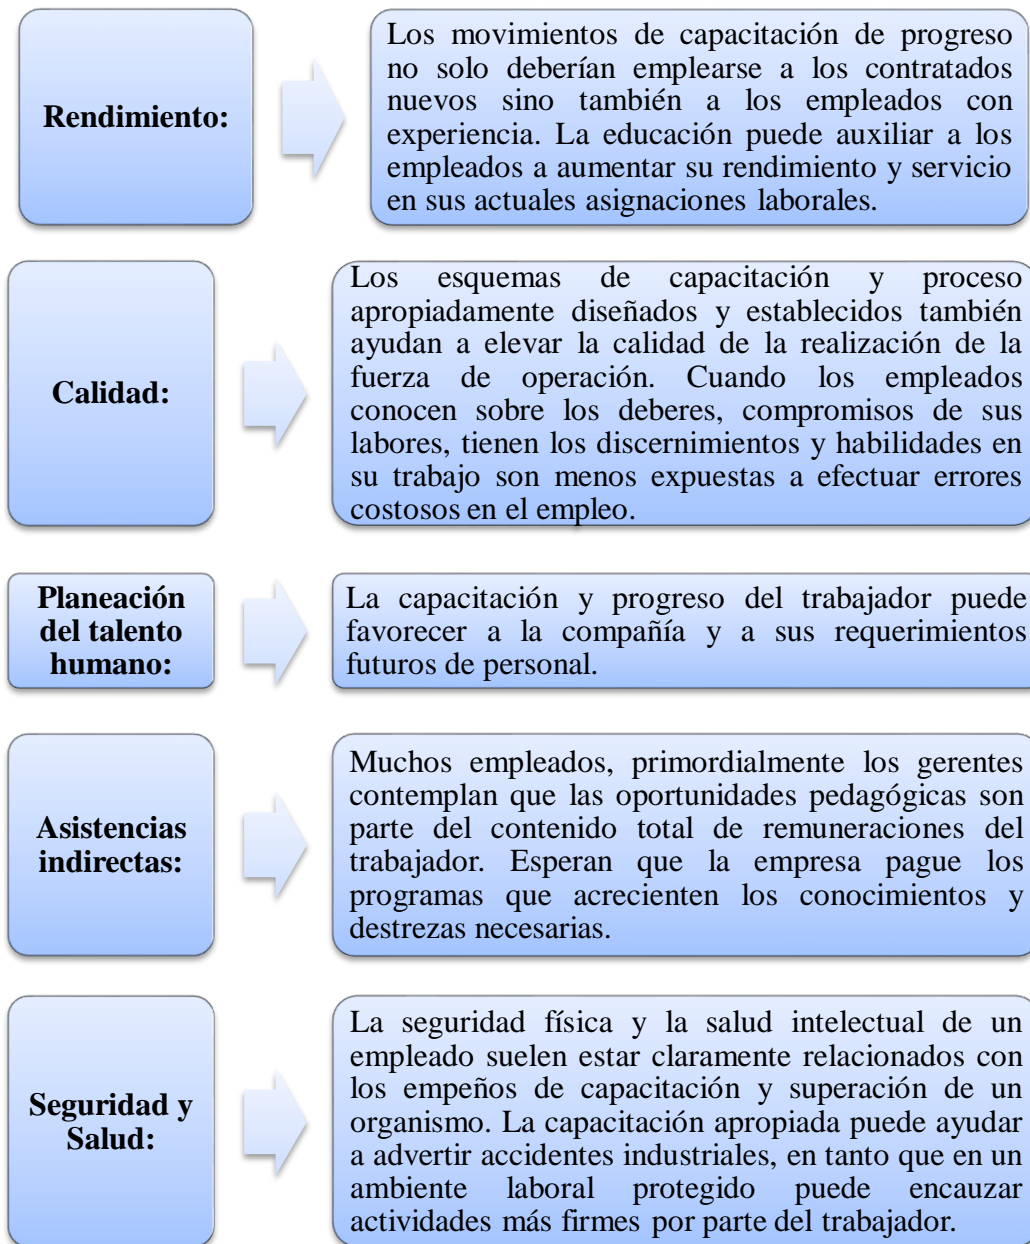 Rendimiento:
Los movimientos de capacitación de progreso
no solo deberían emplearse a los contratados
nuevos sino también a los empleados con
experiencia. La educación puede auxiliar a los
empleados a aumentar su rendimiento y servicio
en sus actuales asignaciones laborales.
Calidad:
Los esquemas de capacitación y proceso
apropiadamente diseñados y establecidos también
ayudan a elevar la calidad de la realización de la
fuerza de operación. Cuando los empleados
conocen sobre los deberes, compromisos de sus
labores, tienen los discernimientos y habilidades en
su trabajo son menos expuestas a efectuar errores
costosos en el empleo.
Planeación
del talento
humano:
La capacitación y progreso del trabajador puede
favorecer a la compañía y a sus requerimientos
futuros de personal.
Asistencias
indirectas:
Muchos empleados, primordialmente los gerentes
contemplan que las oportunidades pedagógicas son
parte del contenido total de remuneraciones del
trabajador. Esperan que la empresa pague los
programas que acrecienten los conocimientos y
destrezas necesarias.
Seguridad y
Salud:
La seguridad física y la salud intelectual de un
empleado suelen estar claramente relacionados con
los empeños de capacitación y superación de un
organismo. La capacitación apropiada puede ayudar
a advertir accidentes industriales, en tanto que en un
ambiente laboral protegido puede encauzar
actividades más firmes por parte del trabajador.